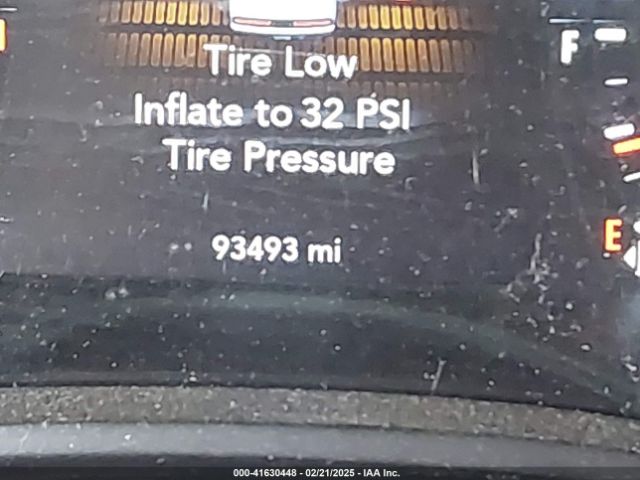 F
Tire Low
Inflate to 32 PSI
Tire Pressure
E
93493 mi
000-41630448 - 02/21/2025 - IAA Inc.